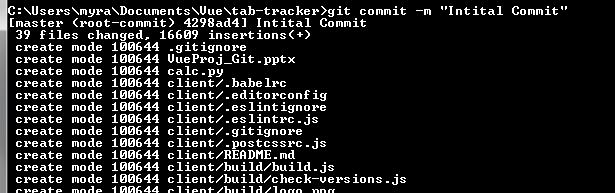 C:\Users\myra\Documents\Vue\tab-tracker>git commit -m "Intital Commit"
[master (root-commit) 4298ad4] Intital Commit
 39 files changed, 16609 insertions(+)
 create mode 100644 .gitignore
 create mode 100644 VueProj_Git.pptx
 create mode 100644 calc.py
 create mode 100644 client/.babelrc
 create mode 100644 client/.editorconfig
 create mode 100644 client/.eslintignore
 create mode 100644 client/.eslintrc.js
 create mode 100644 client/.gitignore
 create mode 100644 client/.postcssrc.js
 create mode 100644 client/README.md
 create mode 100644 client/build/build.js
 create mode 100644 client/build/check-versions.js
 create mode 100644 client/build/logo.png